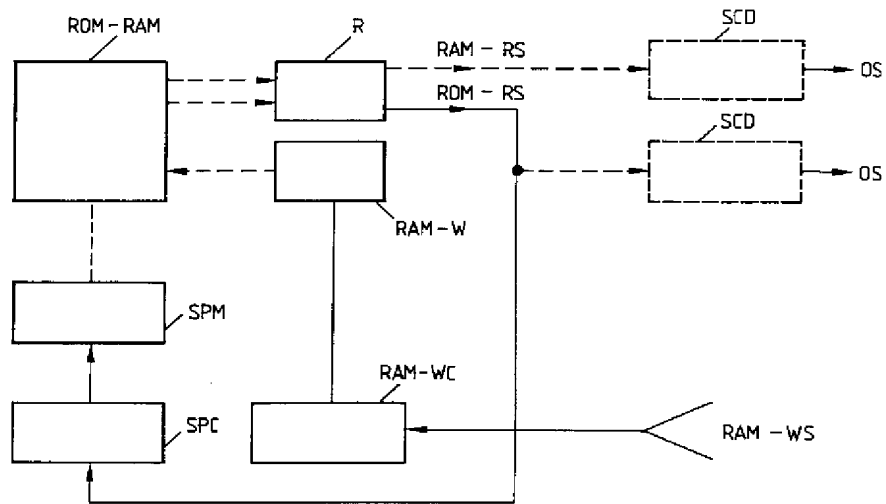 ROM-RAM
R
RAM-RS
SCD
OS
ROM-RS
SCD
OS
RAM-W
SPM
RAM-WC
SPC
RAM-WS